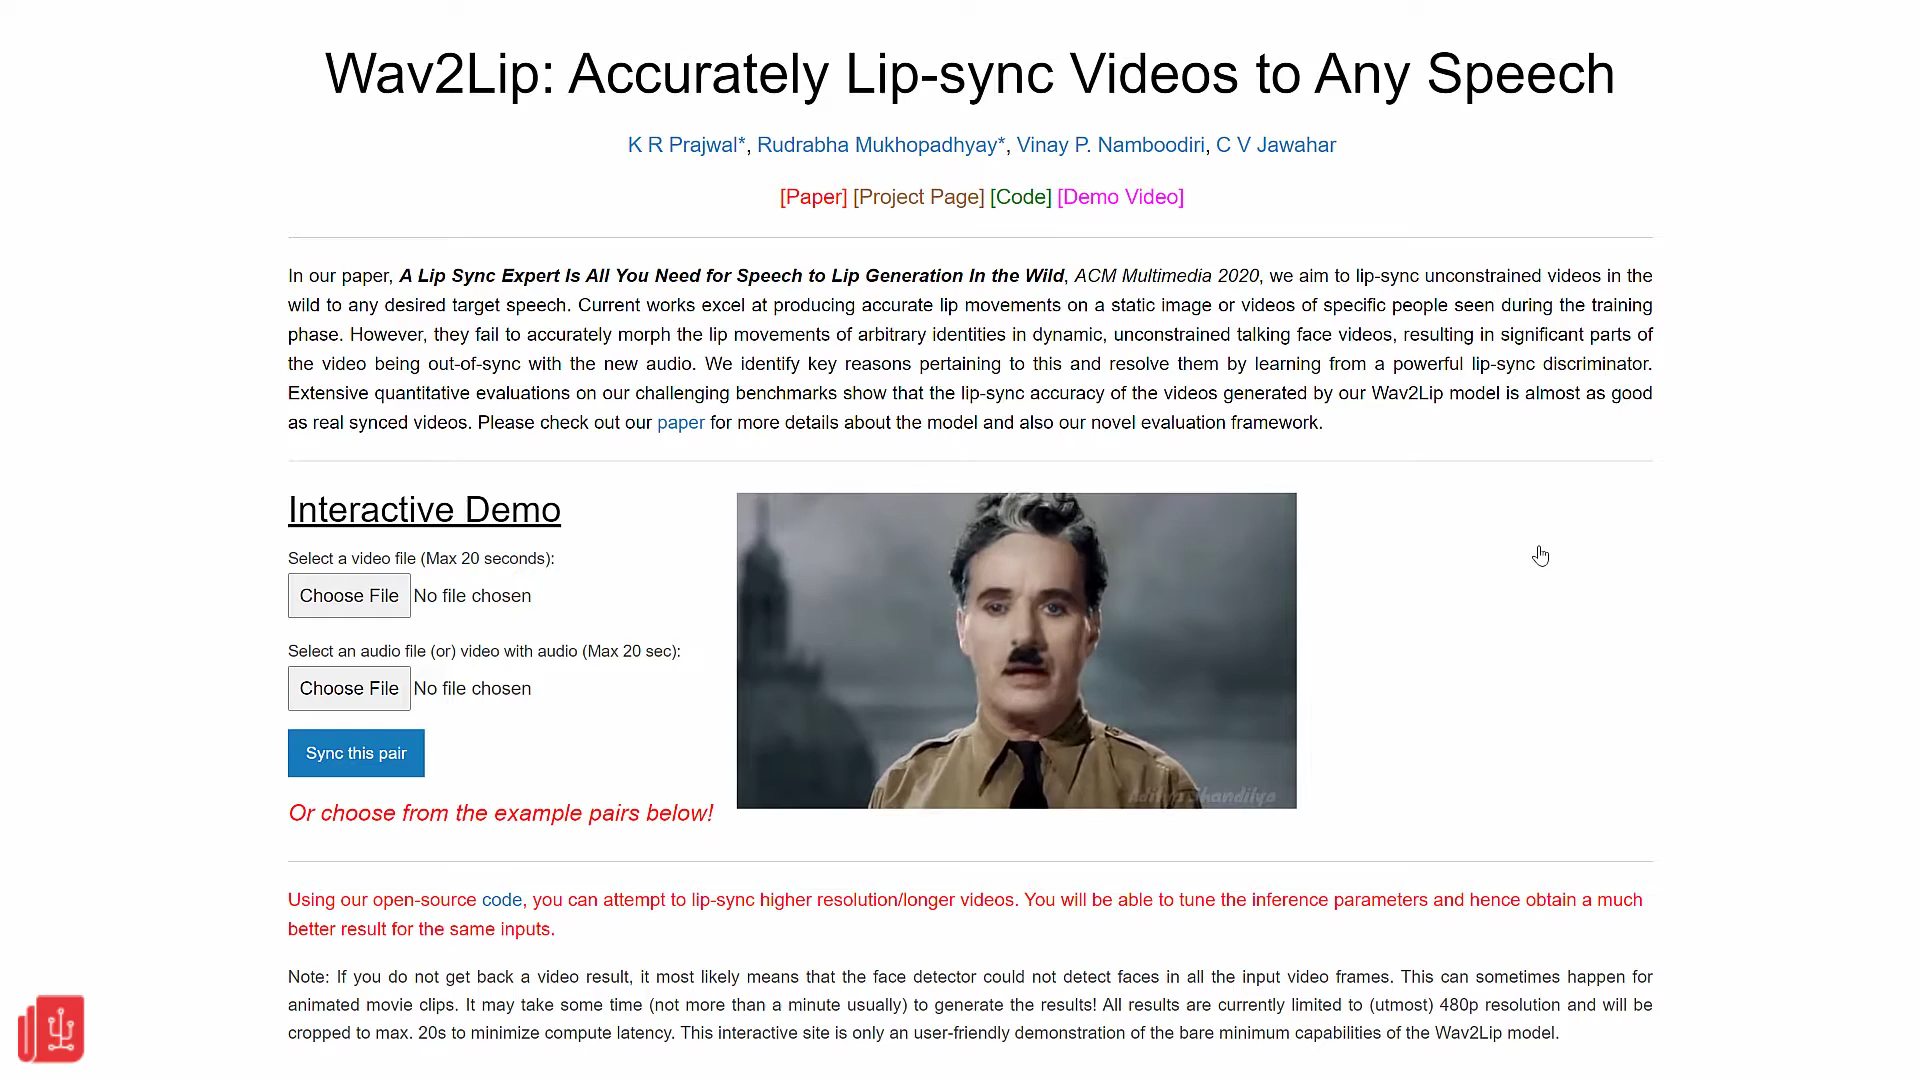 Wav2Lip: Accurately Lip-sync Videos to Any Speech
K R Prajwal*, Rudrabha Mukhopadhyay*, Vinay P. Namboodiri, C V Jawahar
[Paper] [Project Page] [Code] [Demo Video]
In our paper, A Lip Sync Expert Is All You Need for Speech to Lip Generation In the Wild, ACM Multimedia 2020, we aim to lip-sync unconstrained videos in the
wild to any desired target speech. Current works excel at producing accurate lip movements on a static image or videos of specific people seen during the training
phase. However, they fail to accurately morph the lip movements of arbitrary identities in dynamic, unconstrained talking face videos, resulting in significant parts of
the video being out-of-sync with the new audio. We identify key reasons pertaining to this and resolve them by learning from a powerful lip-sync discriminator.
Extensive quantitative evaluations on our challenging benchmarks show that the lip-sync accuracy of the videos generated by our Wav2Lip model is almost as good
as real synced videos. Please check out our paper for more details about the model and also our novel evaluation framework.
Interactive Demo
Select a video file (Max 20 seconds):
Choose File No file chosen
Select an audio file (or) video with audio (Max 20 sec):
Choose File No file chosen
Sync this pair
Or choose from the example pairs below!
Aditya Shandilya
Using our open-source code, you can attempt to lip-sync higher resolution/longer videos. You will be able to tune the inference parameters and hence obtain a much
better result for the same inputs.
Note: If you do not get back a video result, it most likely means that the face detector could not detect faces in all the input video frames. This can sometimes happen for
animated movie clips. It may take some time (not more than a minute usually) to generate the results! All results are currently limited to (utmost) 480p resolution and will be
cropped to max. 20s to minimize compute latency. This interactive site is only an user-friendly demonstration of the bare minimum capabilities of the Wav2Lip model.